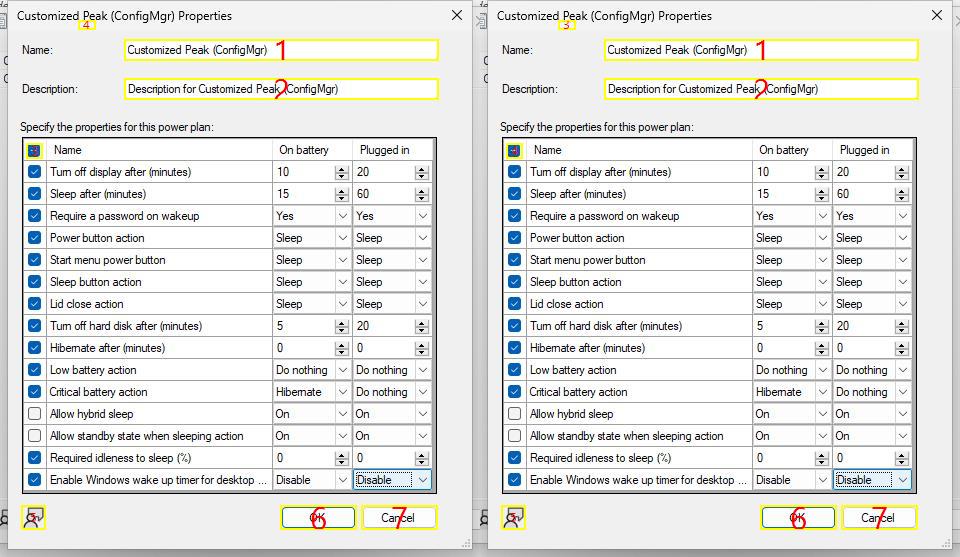 Customized Peak (ConfigMgr) Properties
4
Name:
Customized Peak (ConfigMgr)
1
Description:
Description for Customized Peak (ConfigMgr)
2
Specify the properties for this power plan:
Name On battery Plugged in
Turn off display after (minutes) 10 20
Sleep after (minutes) 15 60
Require a password on wakeup Yes Yes
Power button action Sleep Sleep
Start menu power button Sleep Sleep
Sleep button action Sleep Sleep
Lid close action Sleep Sleep
Turn off hard disk after (minutes) 5 20
Hibernate after (minutes) 0 0
Low battery action Do nothing Do nothing
Critical battery action Hibernate Do nothing
Allow hybrid sleep On On
Allow standby state when sleeping action On On
Required idleness to sleep (%) 0 0
Enable Windows wake up timer for desktop ... Disable Disable
OK
6
Cancel
7
Customized Peak (ConfigMgr) Properties
3
Name:
Customized Peak (ConfigMgr)
1
Description:
Description for Customized Peak (ConfigMgr)
2
Specify the properties for this power plan:
Name On battery Plugged in
Turn off display after (minutes) 10 20
Sleep after (minutes) 15 60
Require a password on wakeup Yes Yes
Power button action Sleep Sleep
Start menu power button Sleep Sleep
Sleep button action Sleep Sleep
Lid close action Sleep Sleep
Turn off hard disk after (minutes) 5 20
Hibernate after (minutes) 0 0
Low battery action Do nothing Do nothing
Critical battery action Hibernate Do nothing
Allow hybrid sleep On On
Allow standby state when sleeping action On On
Required idleness to sleep (%) 0 0
Enable Windows wake up timer for desktop ... Disable Disable
OK
6
Cancel
7